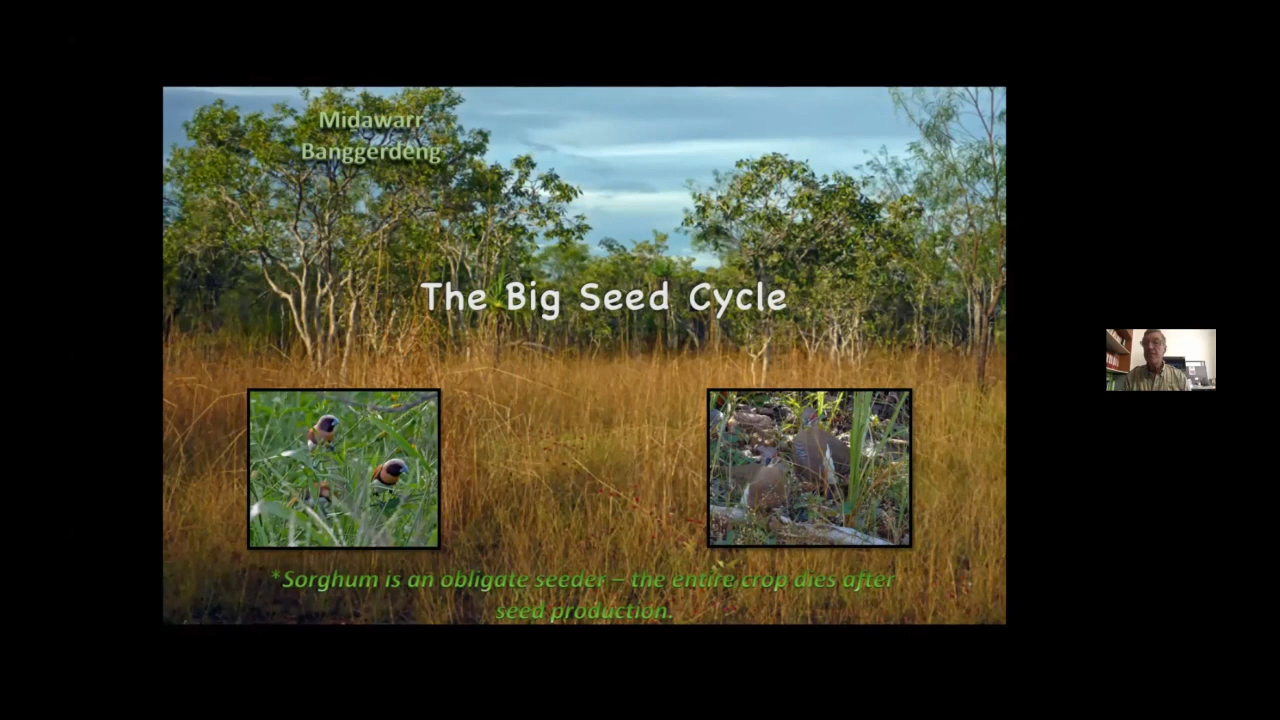 Midawarr
Banggerdeng
The Big Seed Cycle
*Sorghum is an obligate seeder – the entire crop dies after
seed production.